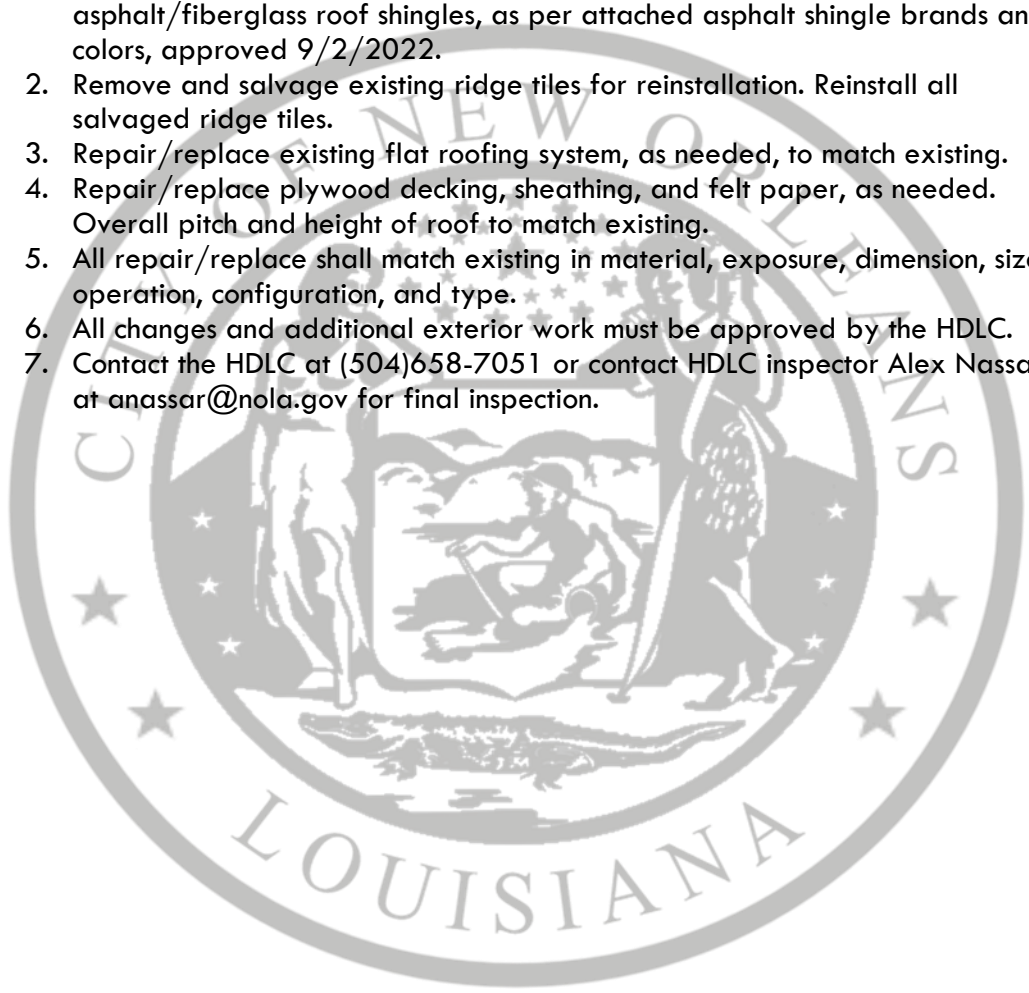 asphalt/fiberglass roof shingles, as per attached asphalt shingle brands an
colors, approved 9/2/2022.
2. Remove and salvage existing ridge tiles for reinstallation. Reinstall all
salvaged ridge tiles.
3. Repair/replace existing flat roofing system, as needed, to match existing.
4. Repair/replace plywood decking, sheathing, and felt paper, as needed.
Overall pitch and height of roof to match existing.
5. All repair/replace shall match existing in material, exposure, dimension, siz
operation, configuration, and type.
6. All changes and additional exterior work must be approved by the HDLC.
7. Contact the HDLC at (504)658-7051 or contact HDLC inspector Alex Nassa
at anassar@nola.gov for final inspection.
CITY OF NEW ORLEANS
LOUISIANA